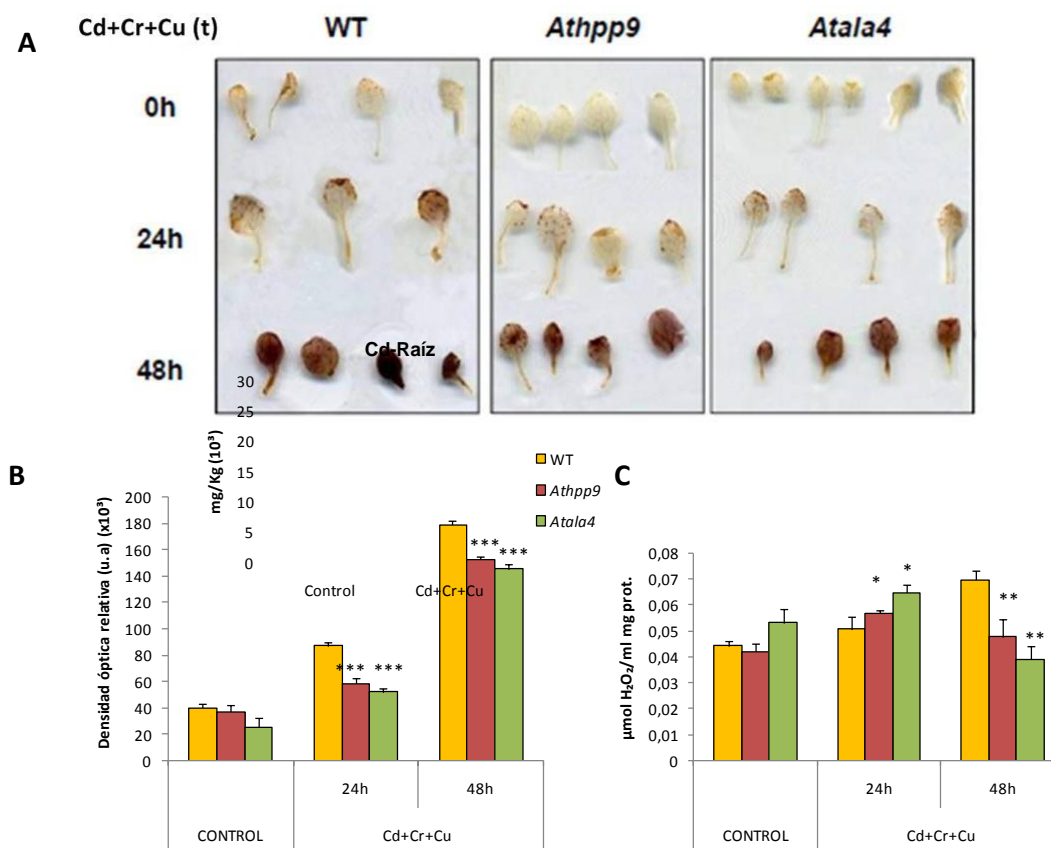 A
Cd+Cr+Cu (t)
WT
Athpp9
Atala4
0h
24h
48h
Cd-Raíz
30
25
20
15
10
5
0
mg/Kg (10³)
Control
Cd+Cr+Cu
WT
Athpp9
Atala4
B
Densidad óptica relativa (u.a) (x10³)
200
180
160
140
120
100
80
60
40
20
0
*** ***
*** ***
24h
48h
CONTROL
Cd+Cr+Cu
C
µmol H₂O₂/ml mg prot.
0,08
0,07
0,06
0,05
0,04
0,03
0,02
0,01
0
* *
** **
24h
48h
CONTROL
Cd+Cr+Cu